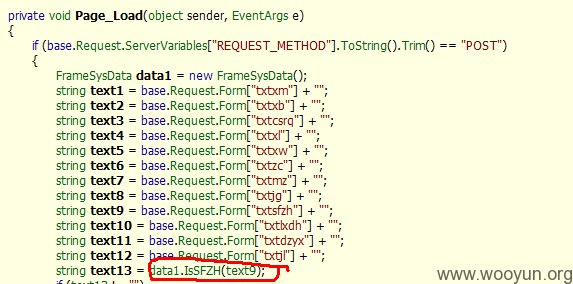 private void Page_Load(object sender, EventArgs e)
{
if (base.Request.ServerVariables["REQUEST_METHOD"].ToString().Trim() == "POST")
{
FrameSysData data1 = new FrameSysData();
string text1 = base.Request.Form["txtxm"] + "";
string text2 = base.Request.Form["txtxb"] + "";
string text3 = base.Request.Form["txtcsrq"] + "";
string text4 = base.Request.Form["txtxl"] + "";
string text5 = base.Request.Form["txtxw"] + "";
string text6 = base.Request.Form["txtzc"] + "";
string text7 = base.Request.Form["txtmz"] + "";
string text8 = base.Request.Form["txtjg"] + "";
string text9 = base.Request.Form["txtsfzh"] + "";
string text10 = base.Request.Form["txtlxdh"] + "";
string text11 = base.Request.Form["txtdzyx"] + "";
string text12 = base.Request.Form["txtjl"] + "";
string text13 = data1.IsSFZH(text9);
www.wooyun.org